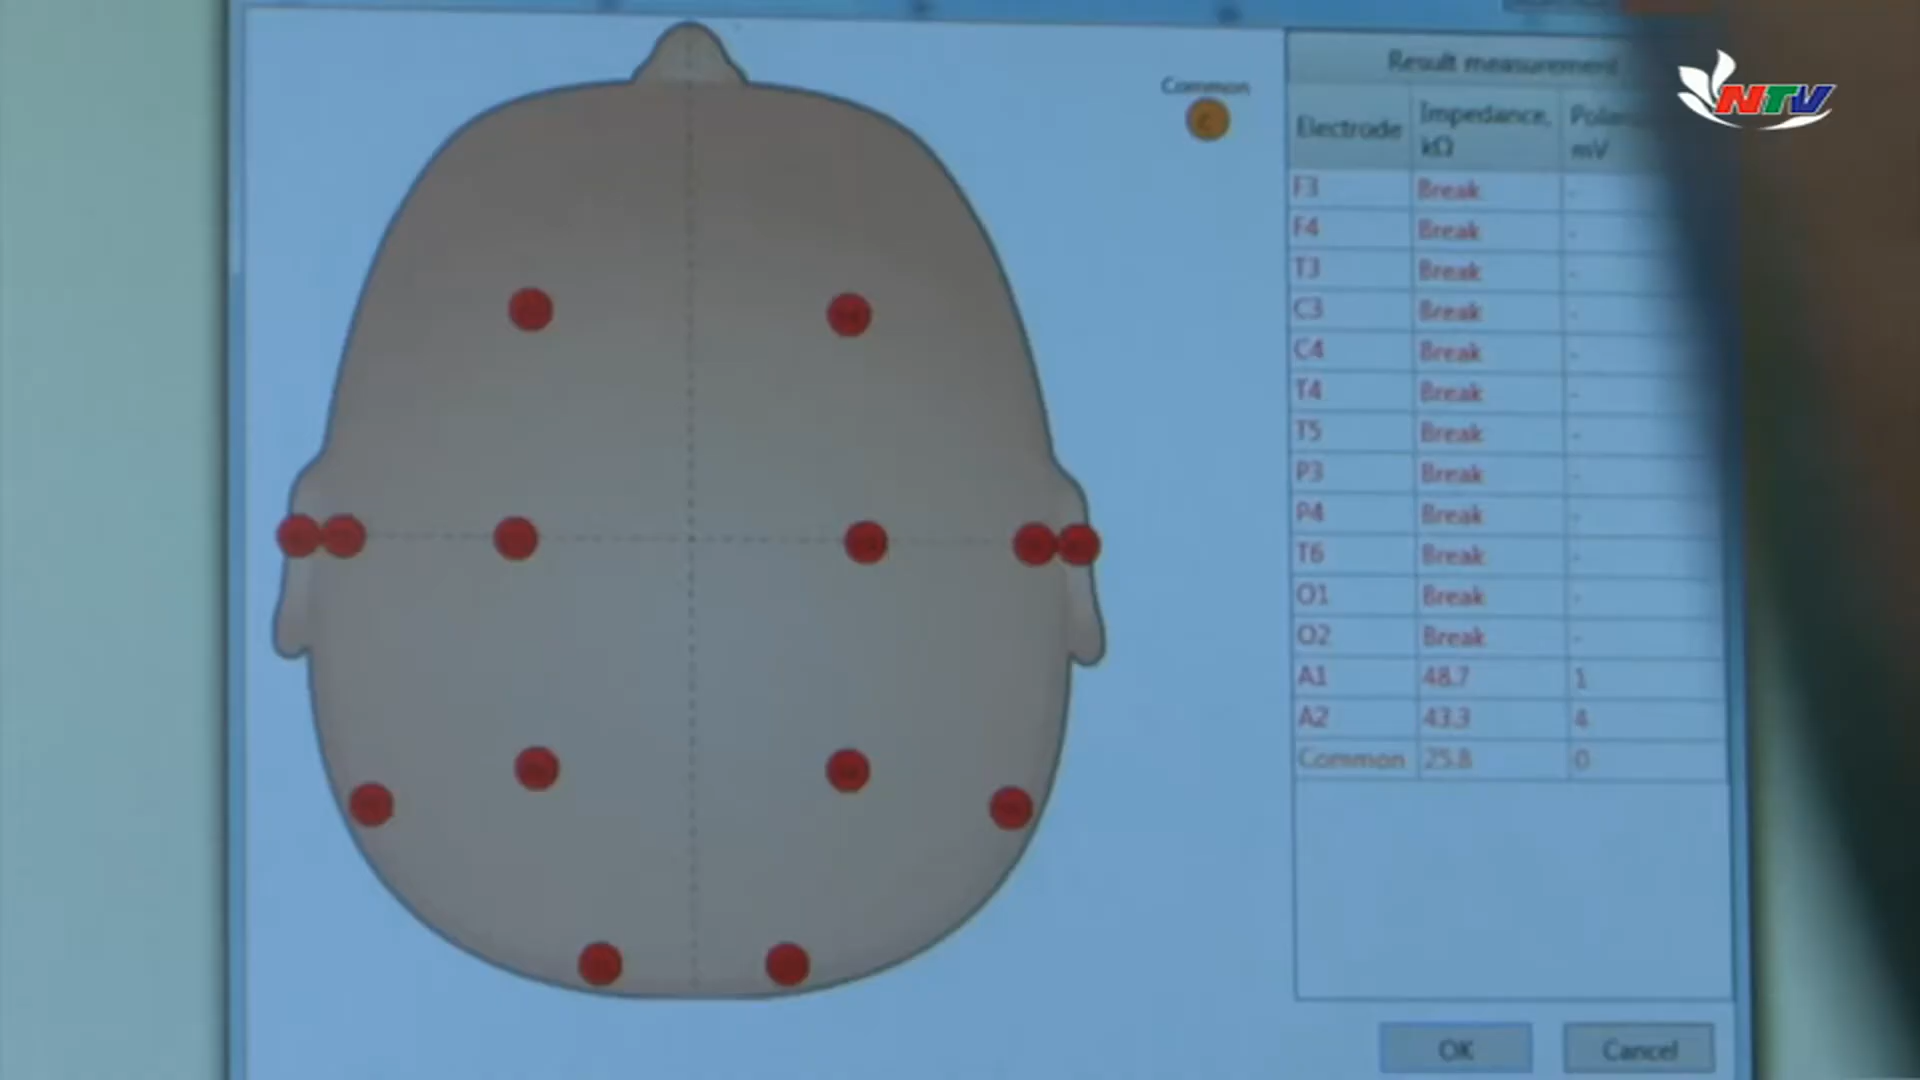 Common
C
Result measurement
Electrode Impedance, kΩ mV
F3 Break -
F4 Break -
T3 Break -
C3 Break -
C4 Break -
T4 Break -
T5 Break -
P3 Break -
P4 Break -
T6 Break -
O1 Break -
O2 Break -
A1 48.7 1
A2 43.3 4
Common 25.8 0
OK Cancel
NTV